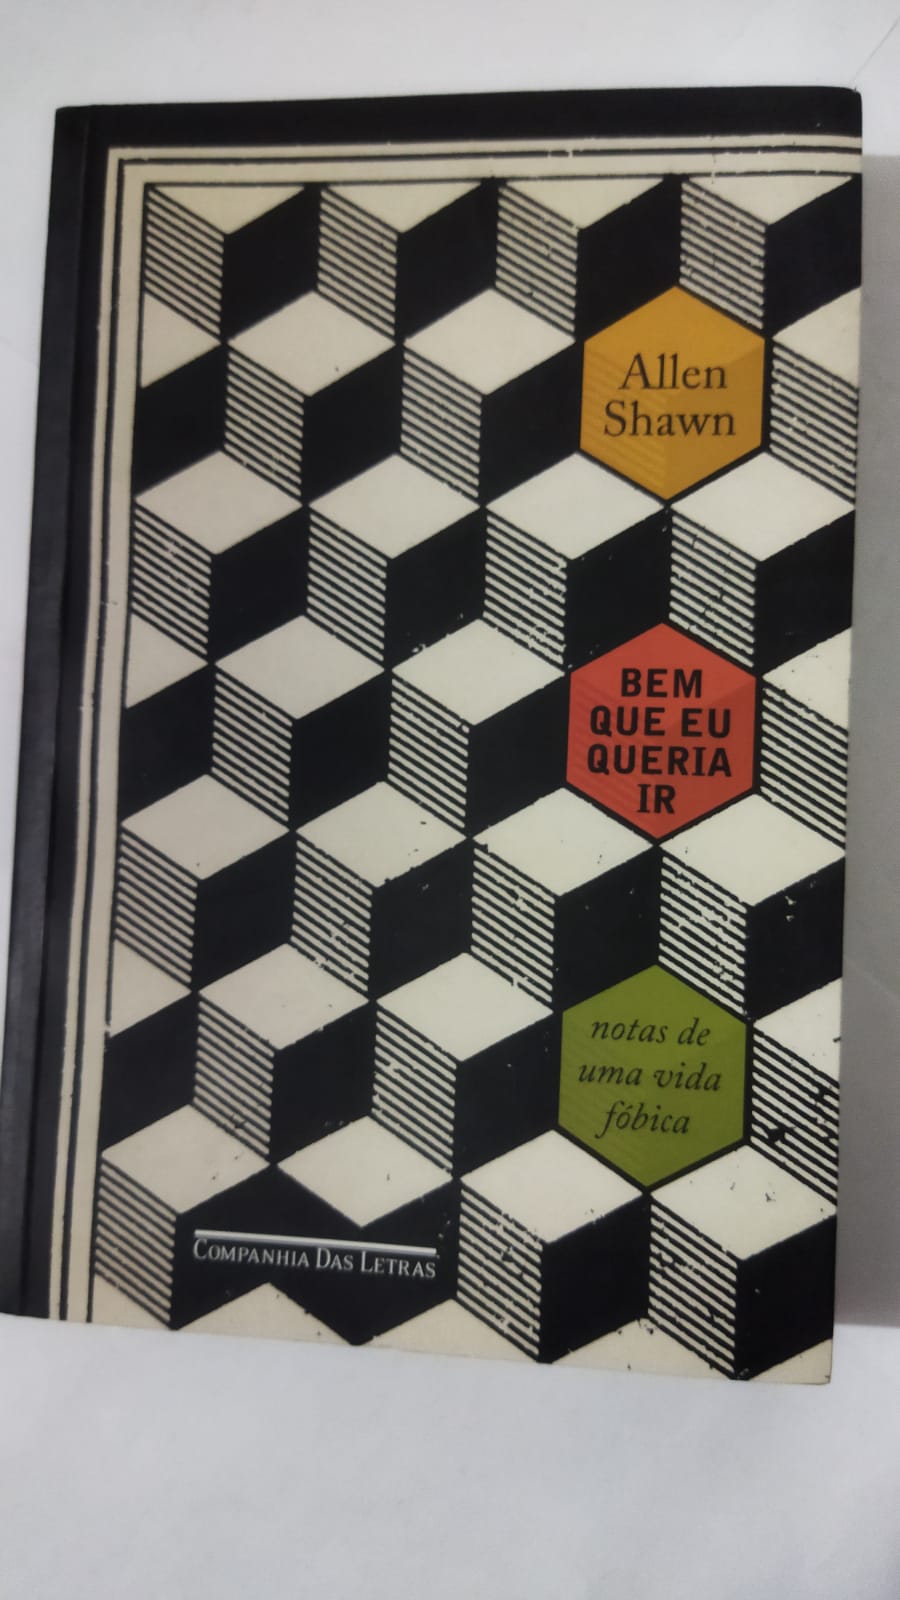 Allen
Shawn
BEM
QUE EU
QUERIA
IR
notas de
uma vida
fóbica
COMPANHIA DAS LETRAS